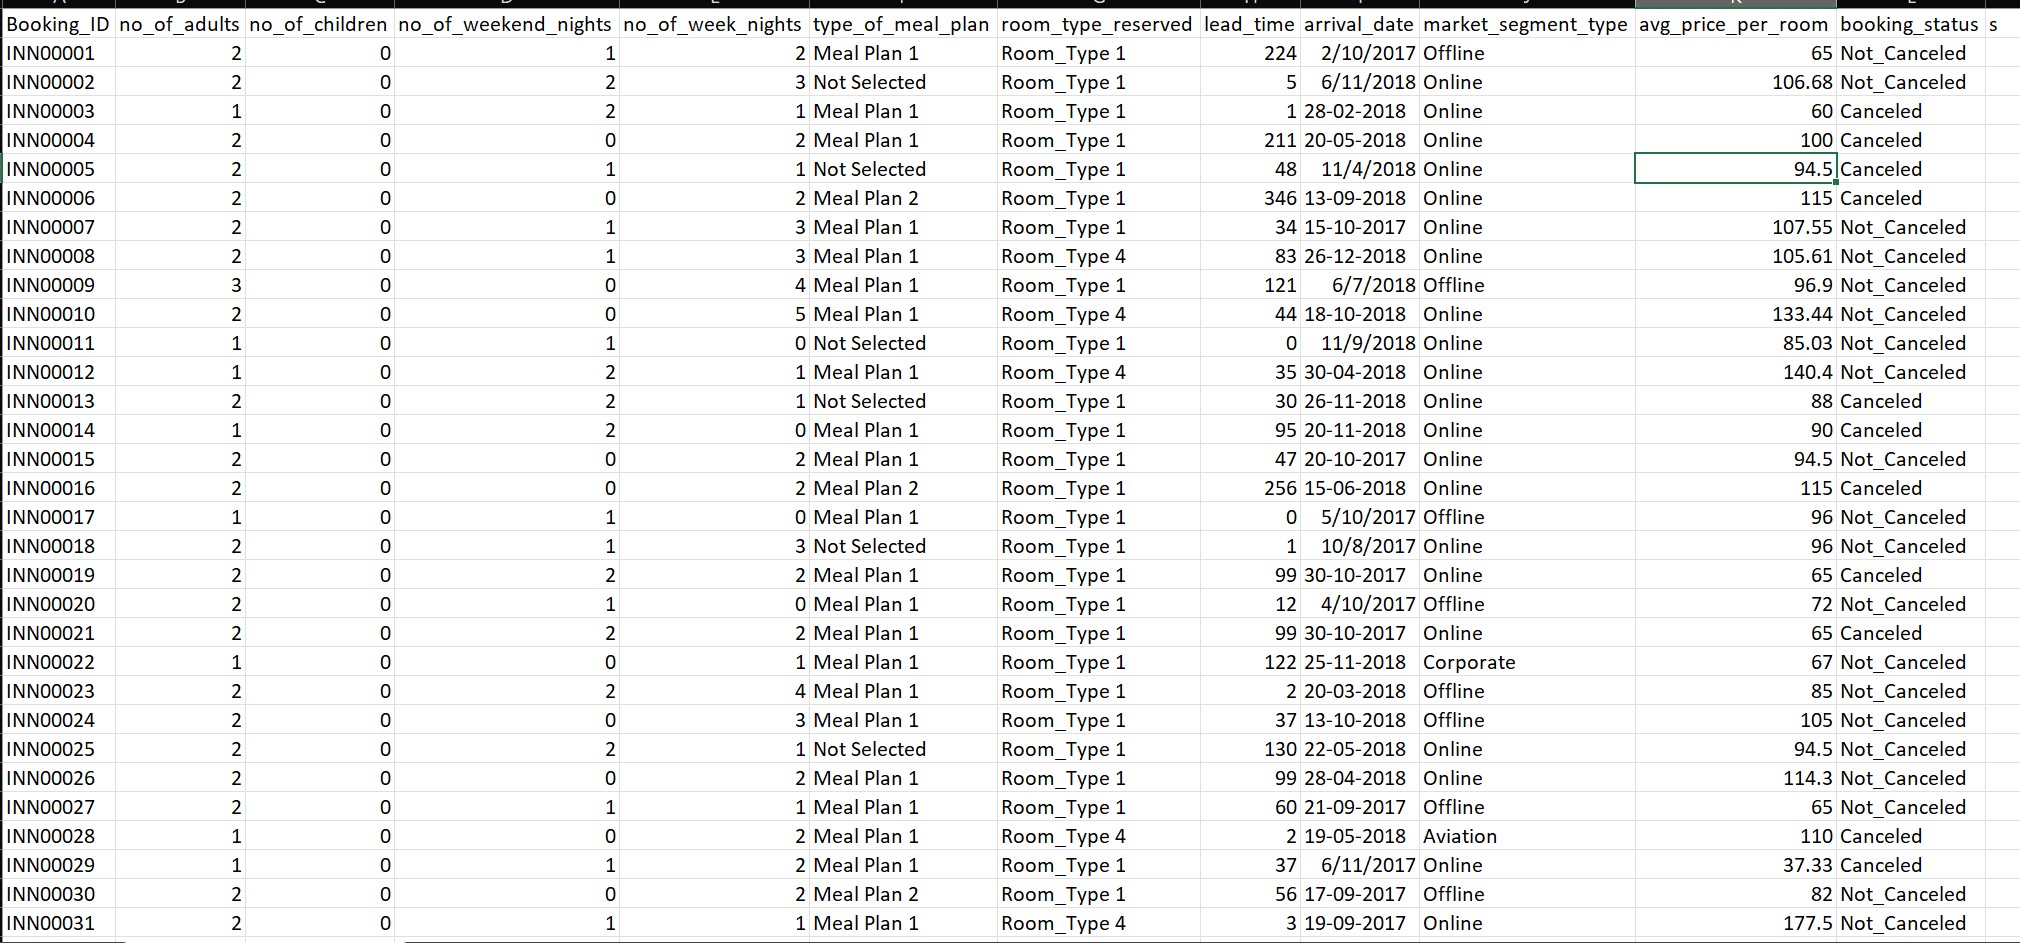 Booking_ID no_of_adults no_of_children no_of_weekend_nights no_of_week_nights type_of_meal_plan room_type_reserved lead_time arrival_date market_segment_type avg_price_per_room booking_status s
INN00001 2 0 1 2 Meal Plan 1 Room_Type 1 224 2/10/2017 Offline 65 Not_Canceled
INN00002 2 0 2 3 Not Selected Room_Type 1 5 6/11/2018 Online 106.68 Not_Canceled
INN00003 1 0 2 1 Meal Plan 1 Room_Type 1 1 28-02-2018 Online 60 Canceled
INN00004 2 0 0 2 Meal Plan 1 Room_Type 1 211 20-05-2018 Online 100 Canceled
INN00005 2 0 1 1 Not Selected Room_Type 1 48 11/4/2018 Online 94.5 Canceled
INN00006 2 0 0 2 Meal Plan 2 Room_Type 1 346 13-09-2018 Online 115 Canceled
INN00007 2 0 1 3 Meal Plan 1 Room_Type 1 34 15-10-2017 Online 107.55 Not_Canceled
INN00008 2 0 1 3 Meal Plan 1 Room_Type 4 83 26-12-2018 Online 105.61 Not_Canceled
INN00009 3 0 0 4 Meal Plan 1 Room_Type 1 121 6/7/2018 Offline 96.9 Not_Canceled
INN00010 2 0 0 5 Meal Plan 1 Room_Type 4 44 18-10-2018 Online 133.44 Not_Canceled
INN00011 1 0 1 0 Not Selected Room_Type 1 0 11/9/2018 Online 85.03 Not_Canceled
INN00012 1 0 2 1 Meal Plan 1 Room_Type 4 35 30-04-2018 Online 140.4 Not_Canceled
INN00013 2 0 2 1 Not Selected Room_Type 1 30 26-11-2018 Online 88 Canceled
INN00014 1 0 2 0 Meal Plan 1 Room_Type 1 95 20-11-2018 Online 90 Canceled
INN00015 2 0 0 2 Meal Plan 1 Room_Type 1 47 20-10-2017 Online 94.5 Not_Canceled
INN00016 2 0 0 2 Meal Plan 2 Room_Type 1 256 15-06-2018 Online 115 Canceled
INN00017 1 0 1 0 Meal Plan 1 Room_Type 1 0 5/10/2017 Offline 96 Not_Canceled
INN00018 2 0 1 3 Not Selected Room_Type 1 1 10/8/2017 Online 96 Not_Canceled
INN00019 2 0 2 2 Meal Plan 1 Room_Type 1 99 30-10-2017 Online 65 Canceled
INN00020 2 0 1 0 Meal Plan 1 Room_Type 1 12 4/10/2017 Offline 72 Not_Canceled
INN00021 2 0 2 2 Meal Plan 1 Room_Type 1 99 30-10-2017 Online 65 Canceled
INN00022 1 0 0 1 Meal Plan 1 Room_Type 1 122 25-11-2018 Corporate 67 Not_Canceled
INN00023 2 0 2 4 Meal Plan 1 Room_Type 1 2 20-03-2018 Offline 85 Not_Canceled
INN00024 2 0 0 3 Meal Plan 1 Room_Type 1 37 13-10-2018 Offline 105 Not_Canceled
INN00025 2 0 2 1 Not Selected Room_Type 1 130 22-05-2018 Online 94.5 Not_Canceled
INN00026 2 0 0 2 Meal Plan 1 Room_Type 1 99 28-04-2018 Online 114.3 Not_Canceled
INN00027 2 0 1 1 Meal Plan 1 Room_Type 1 60 21-09-2017 Offline 65 Not_Canceled
INN00028 1 0 0 2 Meal Plan 1 Room_Type 4 2 19-05-2018 Aviation 110 Canceled
INN00029 1 0 1 2 Meal Plan 1 Room_Type 1 37 6/11/2017 Online 37.33 Canceled
INN00030 2 0 0 2 Meal Plan 2 Room_Type 1 56 17-09-2017 Offline 82 Not_Canceled
INN00031 2 0 1 1 Meal Plan 1 Room_Type 4 3 19-09-2017 Online 177.5 Not_Canceled